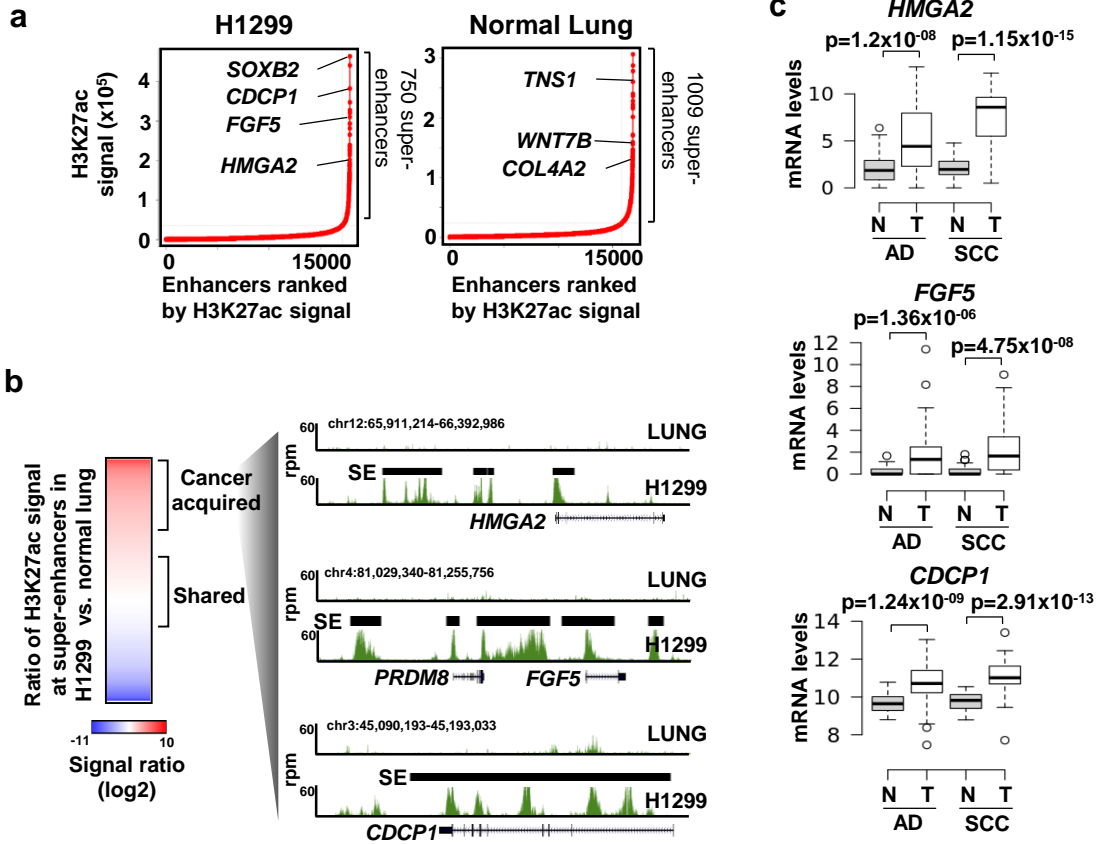 a
H1299
Normal Lung
H3K27ac
signal (x10⁵)
4
3
2
1
0
SOXB2
CDCP1
FGF5
HMGA2
750 super-
enhancers
0
15000
Enhancers ranked
by H3K27ac signal
3
2
1
0
TNS1
WNT7B
COL4A2
1009 super-
enhancers
0
15000
Enhancers ranked
by H3K27ac signal
b
Ratio of H3K27ac signal
at super-enhancers in
H1299 vs. normal lung
Cancer
acquired
Shared
-11
10
Signal ratio
(log2)
60
rpm
chr12:65,911,214-66,392,986
LUNG
SE
60
H1299
HMGA2
60
rpm
chr4:81,029,340-81,255,756
LUNG
SE
60
H1299
PRDM8
FGF5
60
rpm
chr3:45,090,193-45,193,033
LUNG
SE
60
H1299
CDCP1
c
HMGA2
p=1.2x10⁻⁰⁸
p=1.15x10⁻¹⁵
mRNA levels
10
5
0
N T N T
AD SCC
FGF5
p=1.36x10⁻⁰⁶
p=4.75x10⁻⁰⁸
mRNA levels
12
10
8
6
4
2
0
N T N T
AD SCC
CDCP1
p=1.24x10⁻⁰⁹
p=2.91x10⁻¹³
mRNA levels
14
12
10
8
N T N T
AD SCC